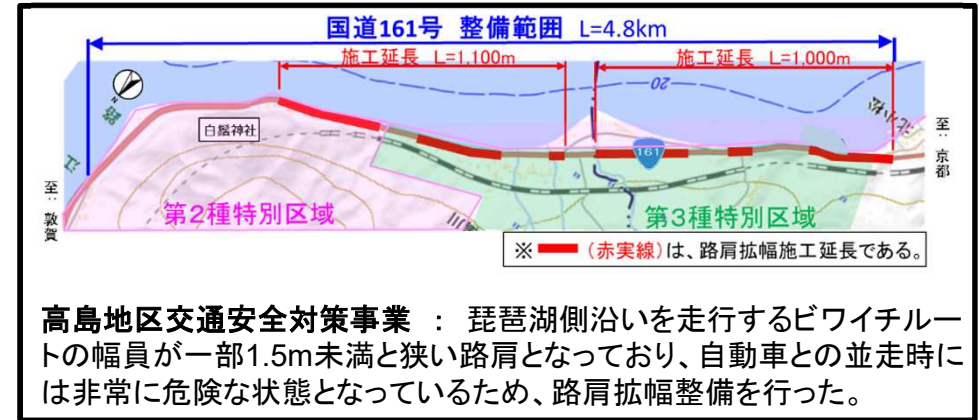 国道161号 整備範囲 L=4.8km
施工延長 L=1,100m
施工延長 L=1,000m
20
N
鵜
川
北小松
白鬚神社
161
至:京都
至:敦賀
第2種特別区域
第3種特別区域
※ (赤実線)は、路肩拡幅施工延長である。
高島地区交通安全対策事業 : 琵琶湖側沿いを走行するビワイチルー
トの幅員が一部1.5m未満と狭い路肩となっており、自動車との並走時に
は非常に危険な状態となっているため、路肩拡幅整備を行った。